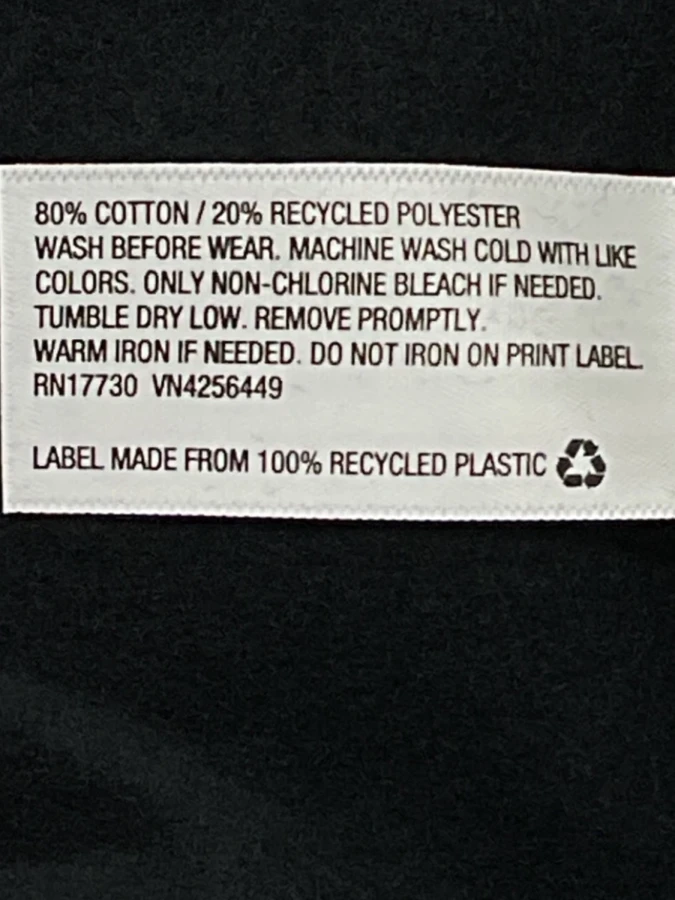 80% COTTON / 20% RECYCLED POLYESTER
WASH BEFORE WEAR. MACHINE WASH COLD WITH LIKE
COLORS. ONLY NON-CHLORINE BLEACH IF NEEDED.
TUMBLE DRY LOW. REMOVE PROMPTLY.
WARM IRON IF NEEDED. DO NOT IRON ON PRINT LABEL.
RN17730 VN4256449
LABEL MADE FROM 100% RECYCLED PLASTIC